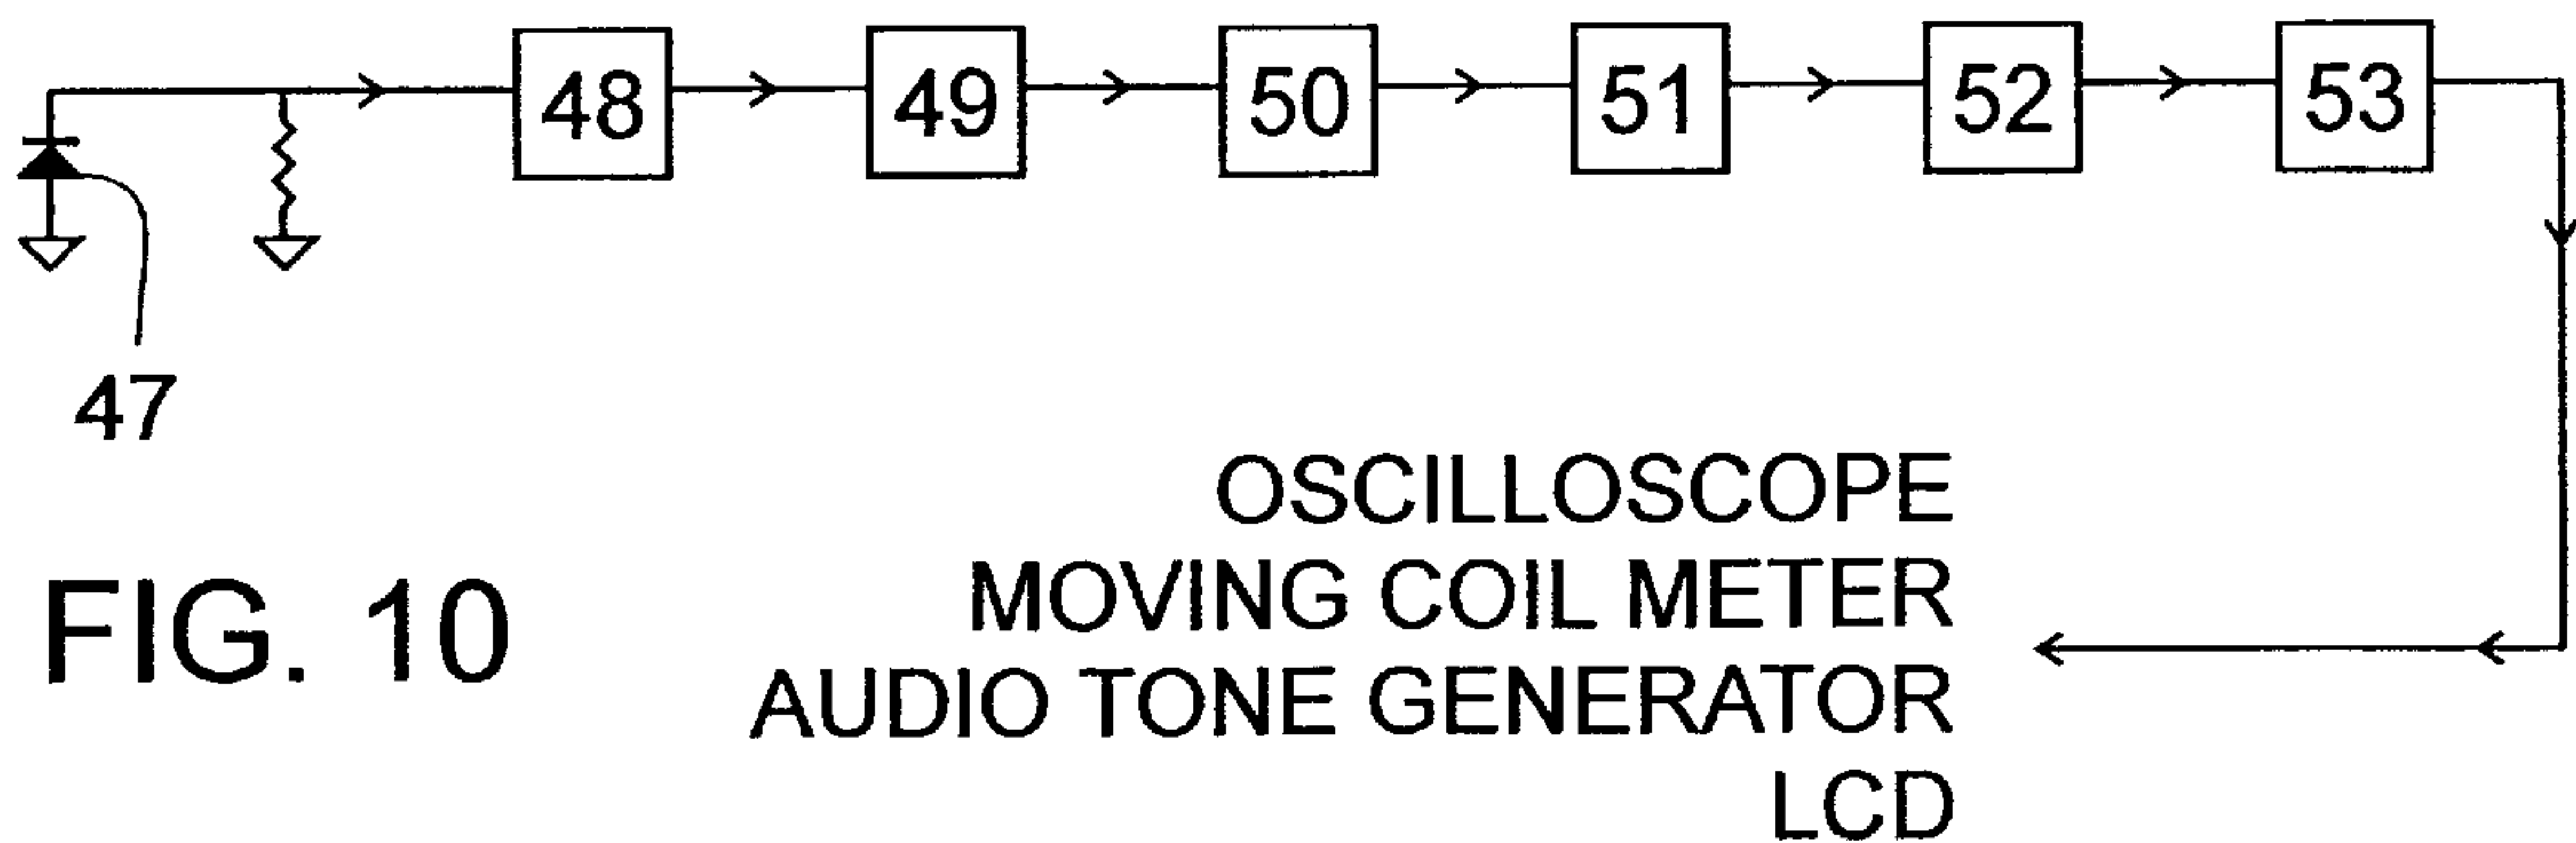 48 49 50 51 52 53
47
OSCILLOSCOPE
MOVING COIL METER
AUDIO TONE GENERATOR
LCD
FIG. 10